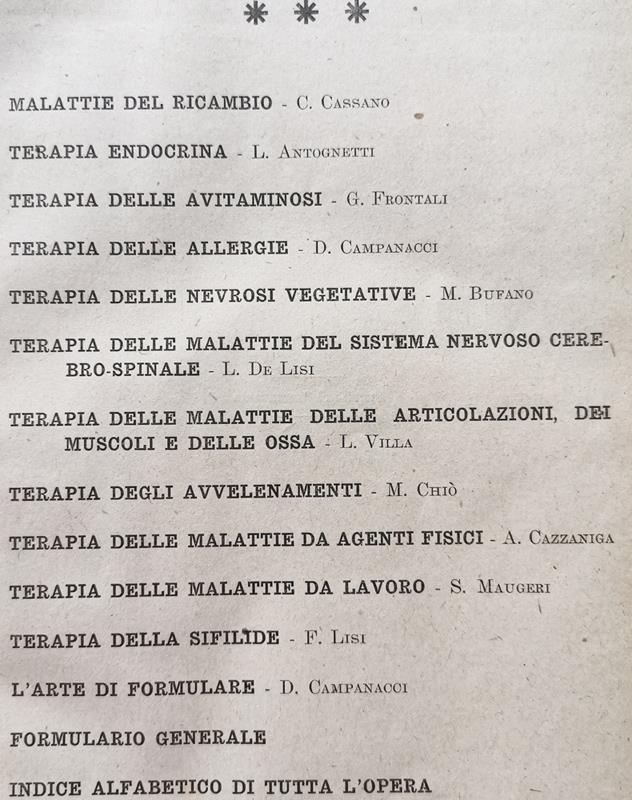 * * *
MALATTIE DEL RICAMBIO - C. CASSANO
TERAPIA ENDOCRINA - L. ANTOGNETTI
TERAPIA DELLE AVITAMINOSI - G. FRONTALI
TERAPIA DELLE ALLERGIE - D. CAMPANACCI
TERAPIA DELLE NEVROSI VEGETATIVE - M. BUFANO
TERAPIA DELLE MALATTIE DEL SISTEMA NERVOSO CERE-
BRO-SPINALE - L. DE LISI
TERAPIA DELLE MALATTIE DELLE ARTICOLAZIONI, DEI
MUSCOLI E DELLE OSSA - L. VILLA
TERAPIA DEGLI AVVELENAMENTI - M. CHIÒ
TERAPIA DELLE MALATTIE DA AGENTI FISICI - A. CAZZANIGA
TERAPIA DELLE MALATTIE DA LAVORO - S. MAUGERI
TERAPIA DELLA SIFILIDE - F. LISI
L'ARTE DI FORMULARE - D. CAMPANACCI
FORMULARIO GENERALE
INDICE ALFABETICO DI TUTTA L'OPERA